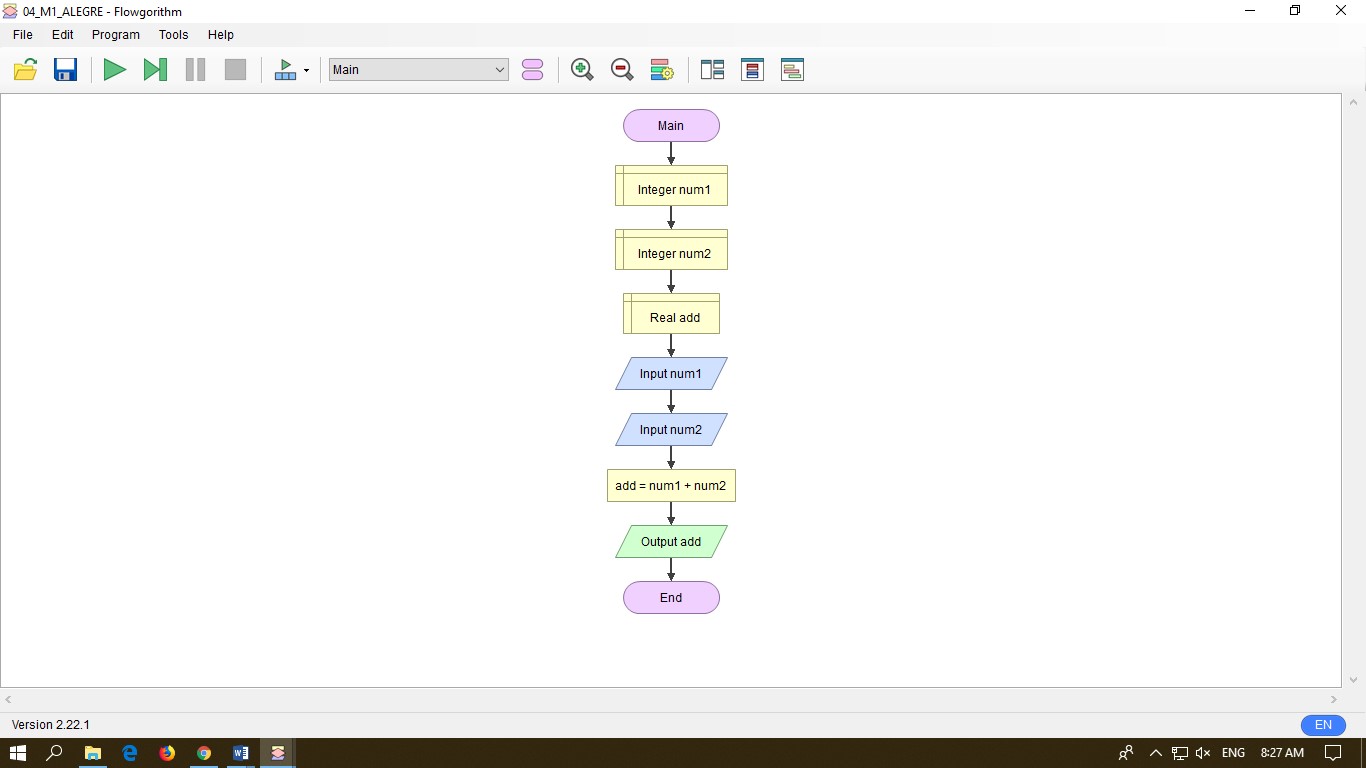 04_M1_ALEGRE - Flowgorithm
File Edit Program Tools Help
Main
Main
Integer num1
Integer num2
Real add
Input num1
Input num2
add = num1 + num2
Output add
End
Version 2.22.1
EN
ENG 8:27 AM